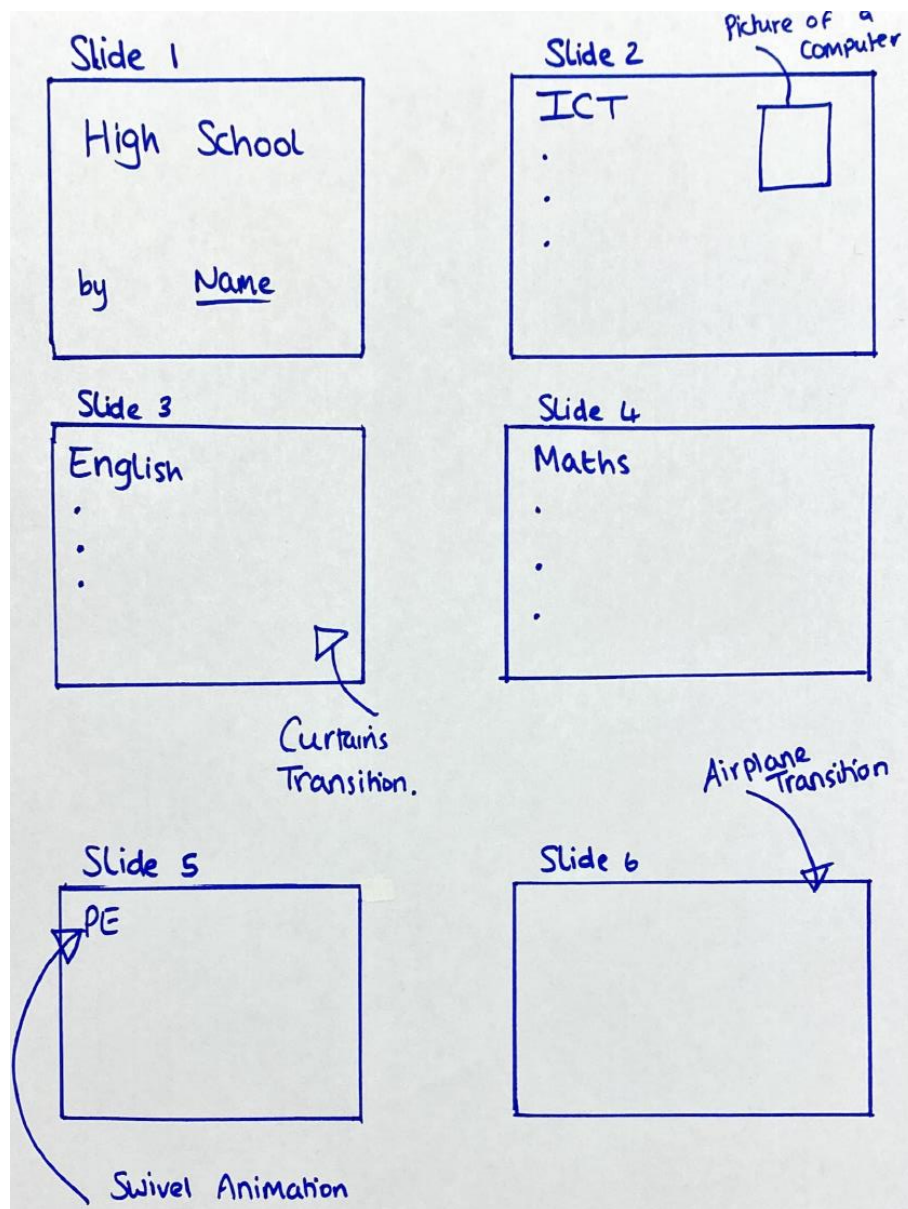 Slide 1
High School
by Name
Slide 2
Picture of a
Computer
ICT
Slide 3
English
Curtains
Transition.
Slide 4
Maths
Slide 5
PE
Swivel Animation
Slide 6
Airplane
Transition